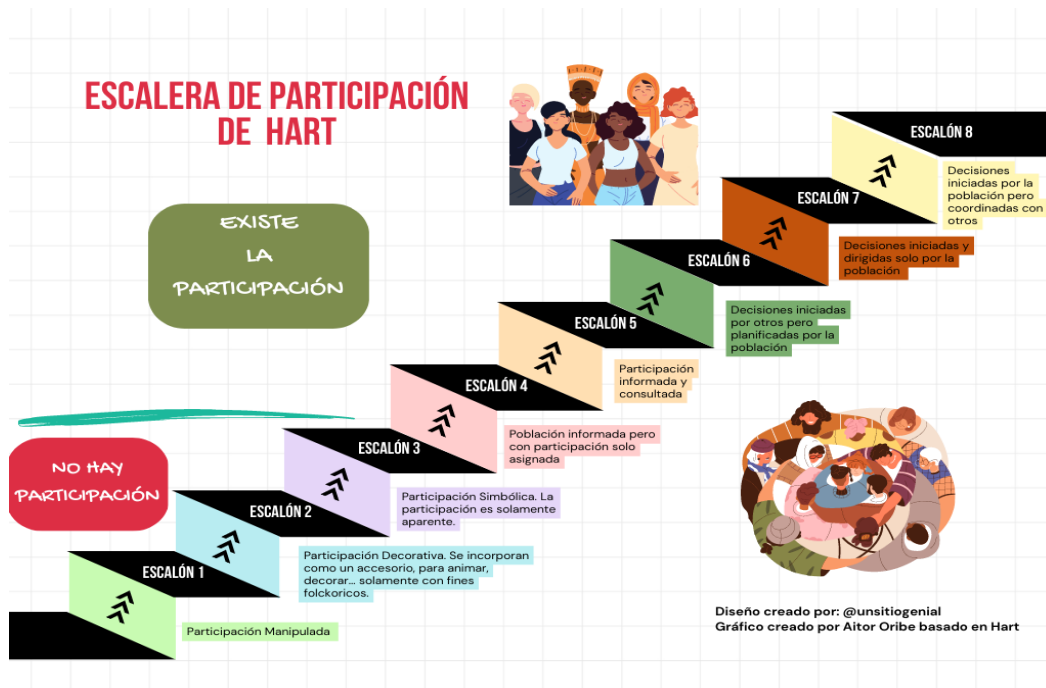 ESCALERA DE PARTICIPACIÓN
DE HART
EXISTE
LA
PARTICIPACIÓN
NO HAY
PARTICIPACIÓN
ESCALÓN 8
Decisiones
iniciadas por la
población pero
coordinadas con
otros
ESCALÓN 7
Decisiones iniciadas y
dirigidas solo por la
población
ESCALÓN 6
Decisiones iniciadas
por otros pero
planificadas por la
población
ESCALÓN 5
Participación
informada y
consultada
ESCALÓN 4
Población informada pero
con participación solo
asignada
ESCALÓN 3
Participación Simbólica. La
participación es solamente
aparente.
ESCALÓN 2
Participación Decorativa. Se incorporan
como un accesorio, para animar,
decorar... solamente con fines
folckoricos.
ESCALÓN 1
Participación Manipulada
Diseño creado por: @unsitiogenial
Gráfico creado por Aitor Oribe basado en Hart